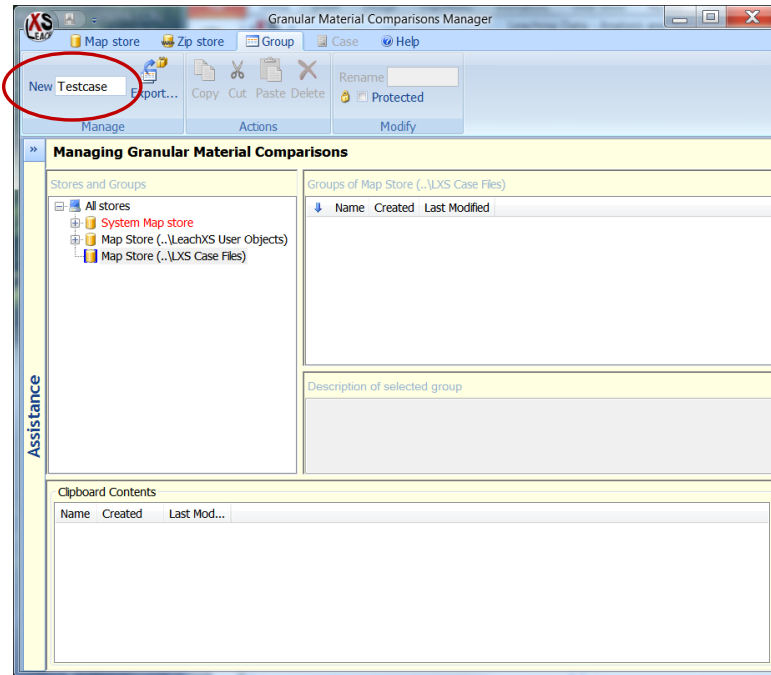 Granular Material Comparisons Manager
XS
LEACH
Map store Zip store Group Case Help
New Testcase Export... Copy Cut Paste Delete Rename
Protected
Manage Actions Modify
» Managing Granular Material Comparisons
Stores and Groups
All stores
System Map store
Map Store (..\LeachXS User Objects)
Map Store (..\LXS Case Files)
Groups of Map Store (..\LXS Case Files)
Name Created Last Modified
Description of selected group
Assistance
Clipboard Contents
Name Created Last Mod...